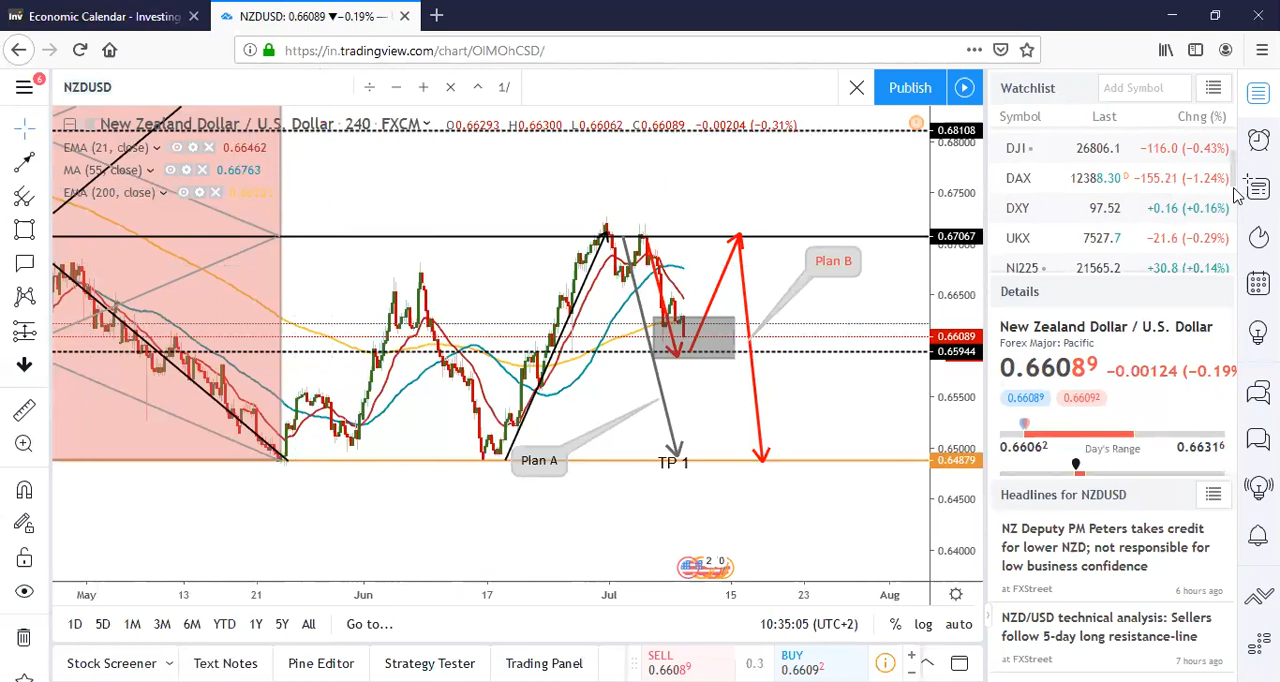 Economic Calendar - Investing
NZDUSD: 0.66089 ▼−0.19% —
https://in.tradingview.com/chart/OIMOhCSD/
6
NZDUSD
1/
Publish
Watchlist
Add Symbol
New Zealand Dollar / U.S. Dollar · 240 · FXCM
O0.66293 H0.66300 L0.66062 C0.66089 −0.00204 (−0.31%)
EMA (21, close) 0.66462
MA (55, close) 0.66763
EMA (200, close)
0.68108
0.68000
0.67500
0.67067
0.66500
0.66089
0.65944
0.65500
0.65000
0.64879
0.64500
0.64000
Plan B
Plan A
TP 1
2 0
May 13 21 Jun 17 Jul 15 23 Aug
1D 5D 1M 3M 6M YTD 1Y 5Y All Go to...
10:35:05 (UTC+2) % log auto
Stock Screener Text Notes Pine Editor Strategy Tester Trading Panel
SELL
0.66089
0.3
BUY
0.66092
Symbol Last Chng (%)
DJI 26806.1 −116.0 (−0.43%)
DAX 12388.30 D −155.21 (−1.24%)
DXY 97.52 +0.16 (+0.16%)
UKX 7527.7 −21.6 (−0.29%)
NI225 21565.2 +30.8 (+0.14%)
Details
New Zealand Dollar / U.S. Dollar
Forex Major: Pacific
0.66089 −0.00124 (−0.19%
0.66089 0.66092
0.66062 Day's Range 0.66316
Headlines for NZDUSD
NZ Deputy PM Peters takes credit
for lower NZD; not responsible for
low business confidence
at FXStreet 6 hours ago
NZD/USD technical analysis: Sellers
follow 5-day long resistance-line
at FXStreet 7 hours ago